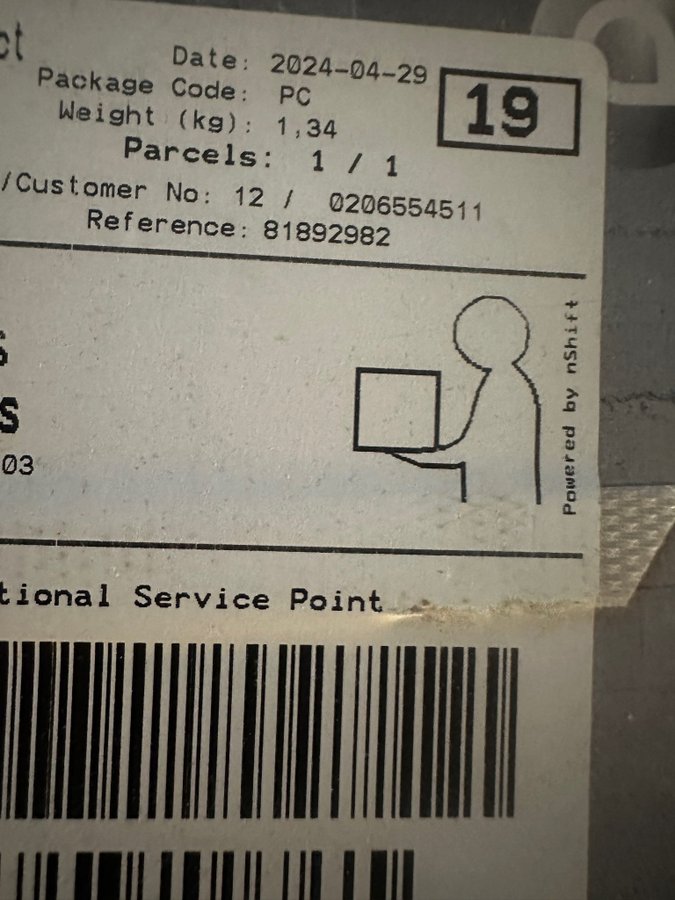 ct
Date: 2024-04-29
19
Package Code: PC
Weight (kg): 1,34
Parcels: 1 / 1
/Customer No: 12 / 0206554511
Reference: 81892982
S
S
03
Powered by nShift
tional Service Point